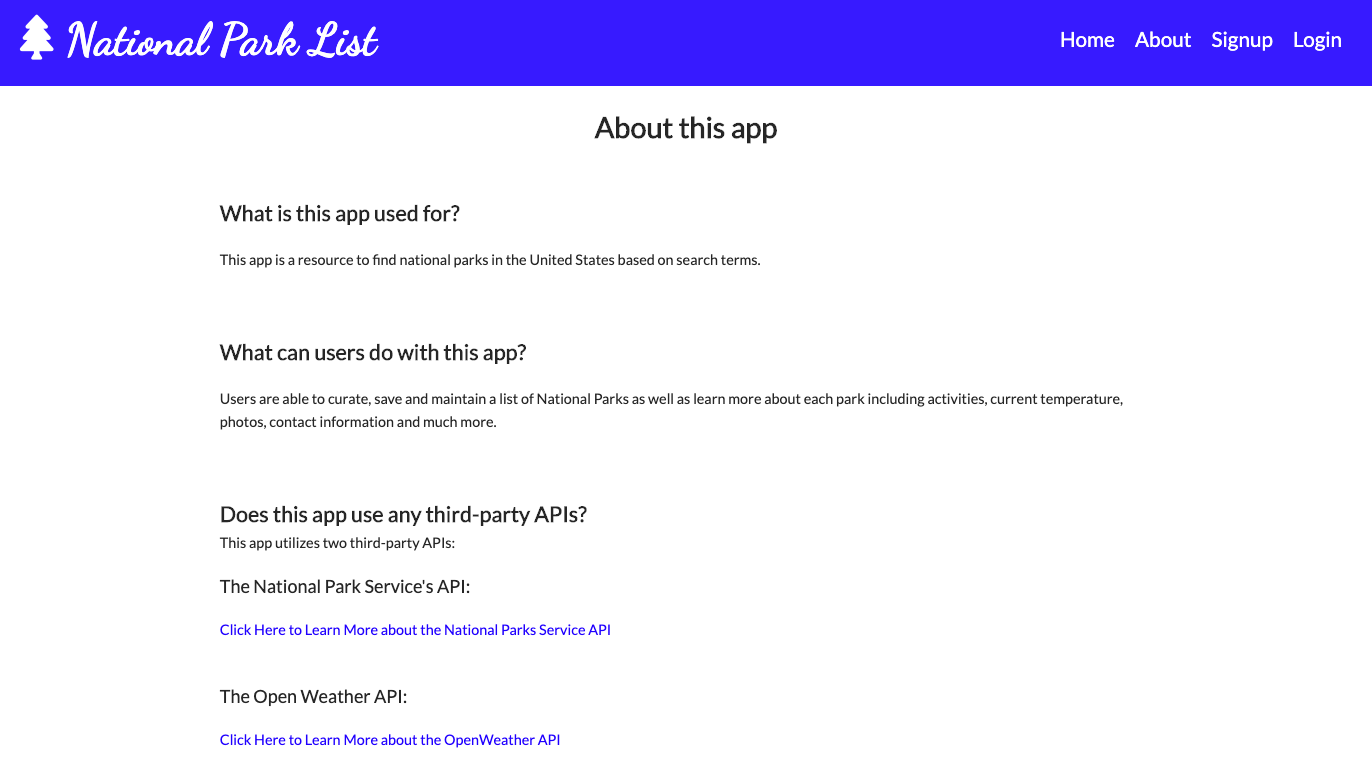 National Park List
Home About Signup Login
About this app
What is this app used for?
This app is a resource to find national parks in the United States based on search terms.
What can users do with this app?
Users are able to curate, save and maintain a list of National Parks as well as learn more about each park including activities, current temperature,
photos, contact information and much more.
Does this app use any third-party APIs?
This app utilizes two third-party APIs:
The National Park Service's API:
Click Here to Learn More about the National Parks Service API
The Open Weather API:
Click Here to Learn More about the OpenWeather API